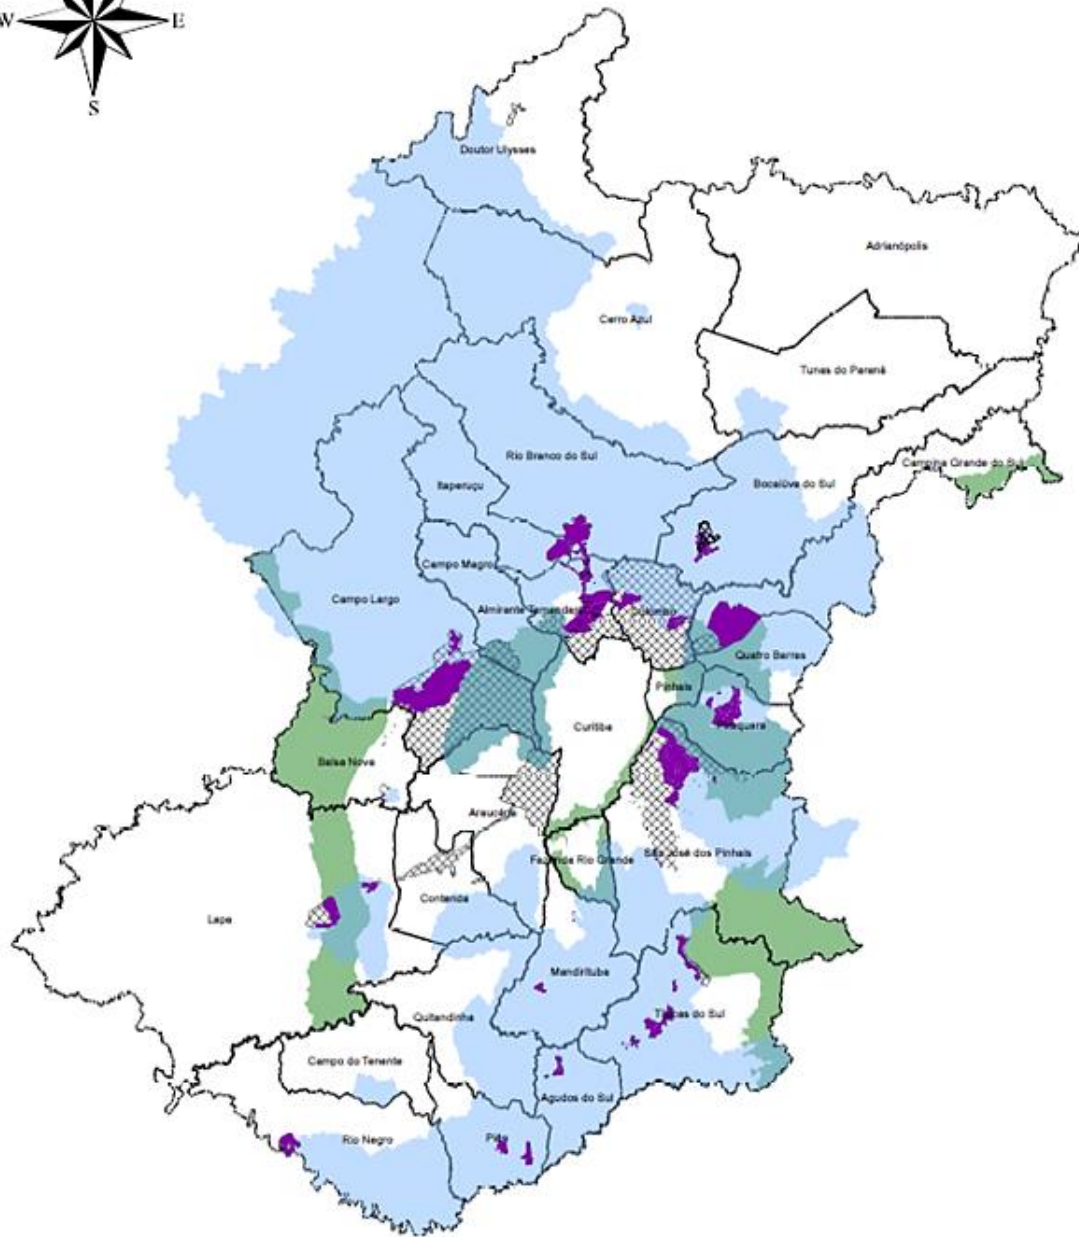 W E
S
Doutor Ulysses
Adrianópolis
Cerro Azul
Tunas do Paraná
Rio Branco do Sul
Campina Grande do Sul
Itaperuçu
Bocaiúva do Sul
Campo Magro
Campo Largo
Almirante Tamandaré
Quatro Barras
Pinhais
Curitiba
Piraquara
Balsa Nova
Araucária
São José dos Pinhais
Fazenda Rio Grande
Contenda
Lapa
Mandirituba
Tijucas do Sul
Quitandinha
Campo do Tenente
Agudos do Sul
Rio Negro
Piên